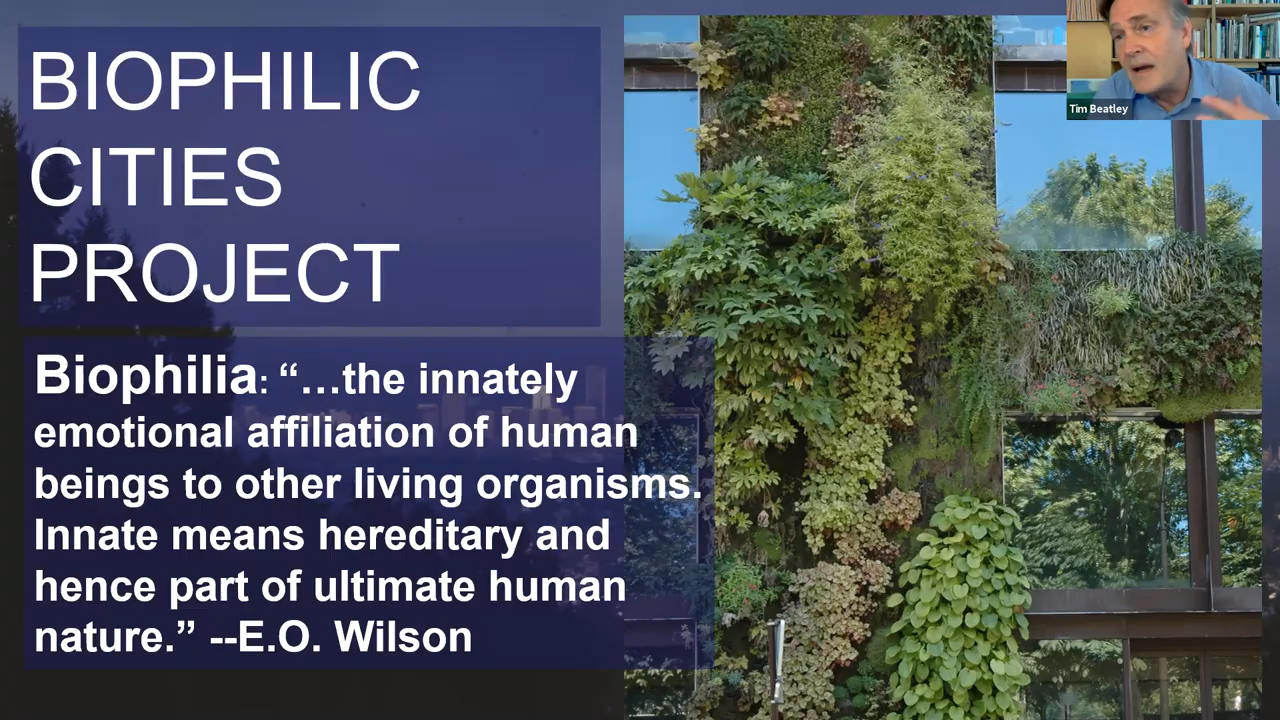 BIOPHILIC
CITIES
PROJECT
Biophilia: “…the innately
emotional affiliation of human
beings to other living organisms.
Innate means hereditary and
hence part of ultimate human
nature.” --E.O. Wilson
Tim Beatley